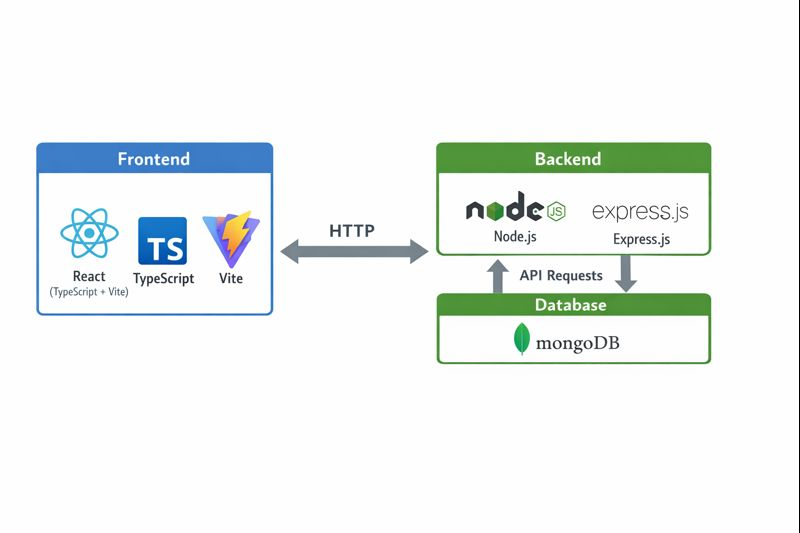 Frontend
TS
React
(TypeScript + Vite)
TypeScript
Vite
HTTP
Backend
node JS
express.js
Node.js
Express.js
API Requests
Database
mongoDB